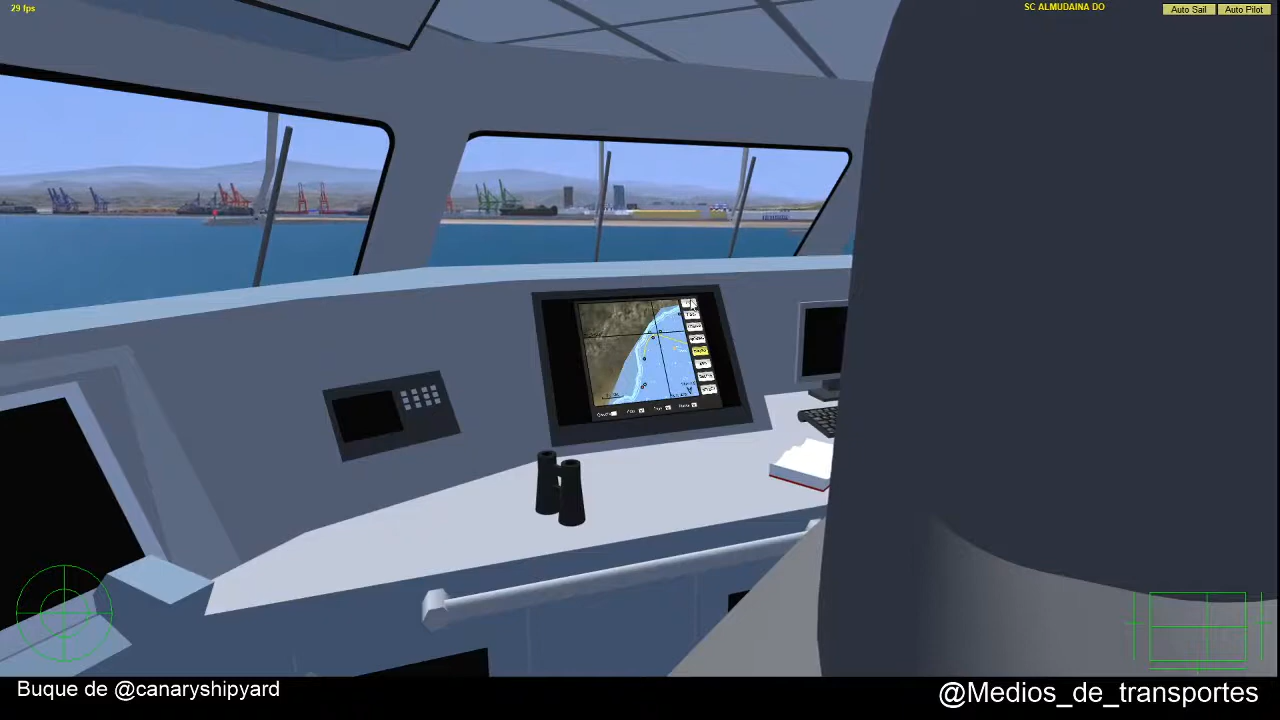 29 fps
SC ALMUDAINA DO
Auto Sail
Auto Pilot
Buque de @canaryshipyard
@Medios_de_transportes